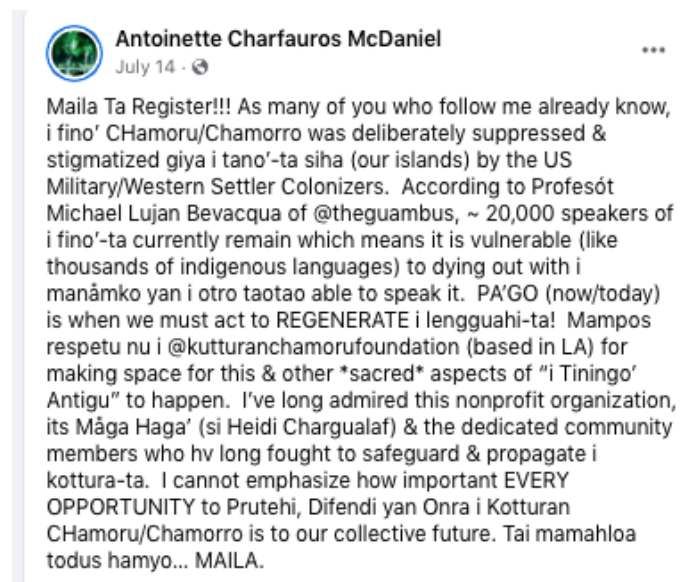 Antoinette Charfauros McDaniel
July 14 ·
Maila Ta Register!!! As many of you who follow me already know,
i fino' CHamoru/Chamorro was deliberately suppressed &
stigmatized giya i tano'-ta siha (our islands) by the US
Military/Western Settler Colonizers.  According to Profesót
Michael Lujan Bevacqua of @theguambus, ~ 20,000 speakers of
i fino'-ta currently remain which means it is vulnerable (like
thousands of indigenous languages) to dying out with i
manåmko yan i otro taotao able to speak it.  PA'GO (now/today)
is when we must act to REGENERATE i lengguahi-ta!  Mampos
respetu nu i @kutturanchamorufoundation (based in LA) for
making space for this & other *sacred* aspects of "i Tiningo'
Antigu" to happen.  I've long admired this nonprofit organization,
its Måga Haga' (si Heidi Chargualaf) & the dedicated community
members who hv long fought to safeguard & propagate i
kottura-ta.  I cannot emphasize how important EVERY
OPPORTUNITY to Prutehi, Difendi yan Onra i Kotturan
CHamoru/Chamorro is to our collective future. Tai mamahloa
todus hamyo... MAILA.